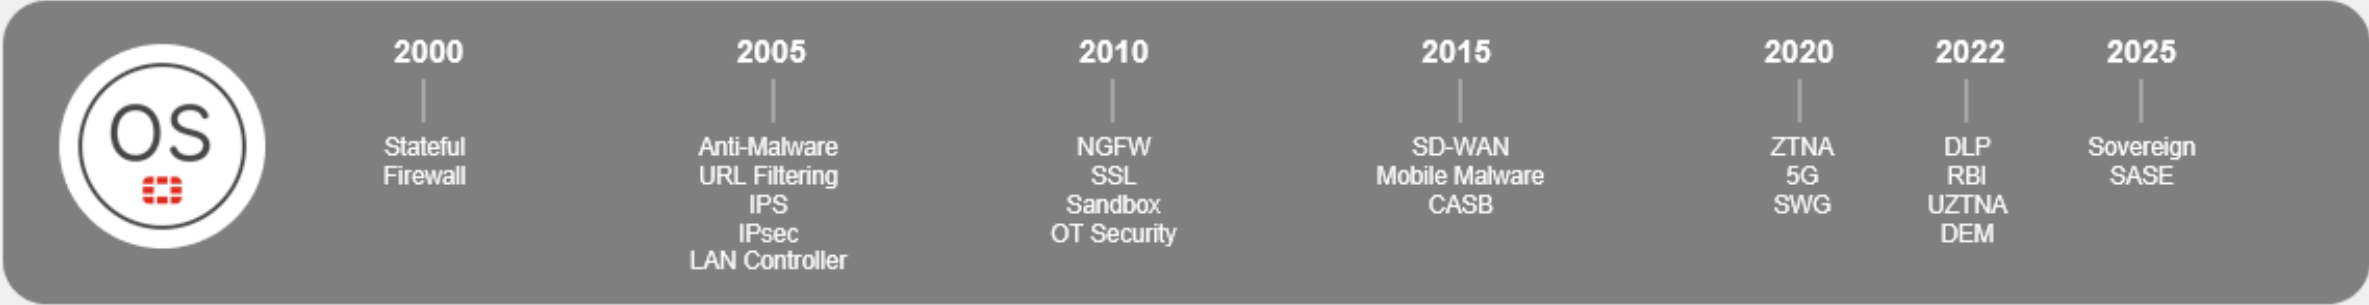 OS
2000
Stateful
Firewall
2005
Anti-Malware
URL Filtering
IPS
IPsec
LAN Controller
2010
NGFW
SSL
Sandbox
OT Security
2015
SD-WAN
Mobile Malware
CASB
2020
ZTNA
5G
SWG
2022
DLP
RBI
UZTNA
DEM
2025
Sovereign
SASE